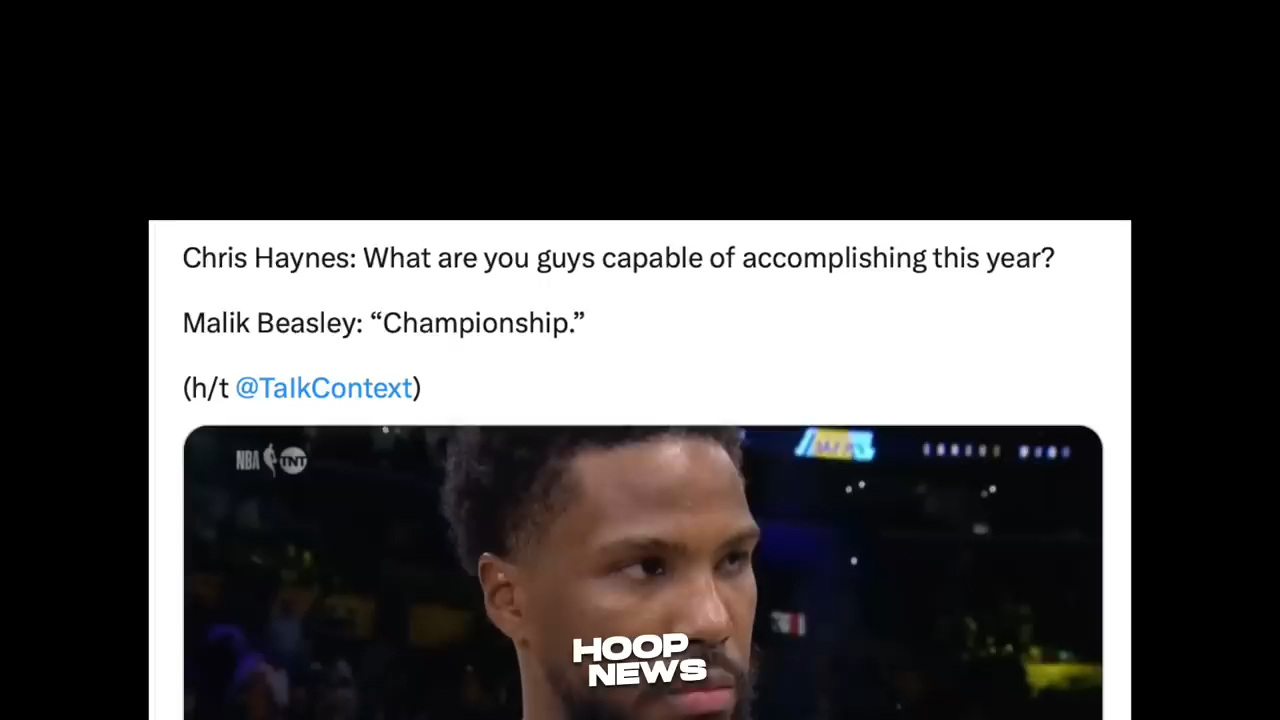 Chris Haynes: What are you guys capable of accomplishing this year?
Malik Beasley: “Championship.”
(h/t @TalkContext)
NBA TNT
HOOP
NEWS